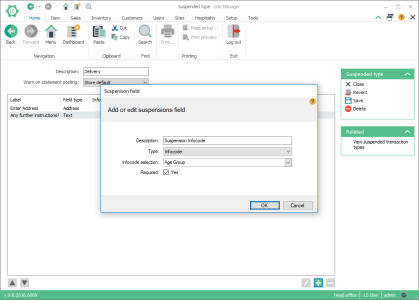 Suspended type - Site Manager
Home Item Sales Inventory Customers Users Sites Hospitality Setup Tools
Back Forward Menu Dashboard Paste Cut Copy Search Print... Page setup... Print preview Log out
Navigation Clipboard Find Printing Exit
Description: Delivery
Warn on statement posting: Store default
Label Field type Info
Enter Address Address
Any further instructions? Text
Suspension field
Add or edit suspensions field
Description: Suspension Infocode
Type: Infocode
Infocode selection: Age Group
Required: Yes
OK Cancel
Suspended type
Close
Revert
Save
Delete
Related
View suspended transaction
types
Head office LS One admin